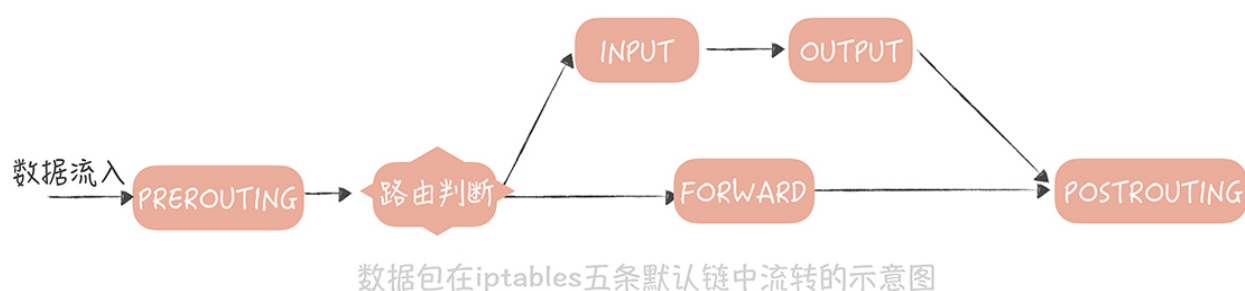 INPUT
OUTPUT
数据流入
PREROUTING
路由判断
FORWARD
POSTROUTING
数据包在iptables五条默认链中流转的示意图